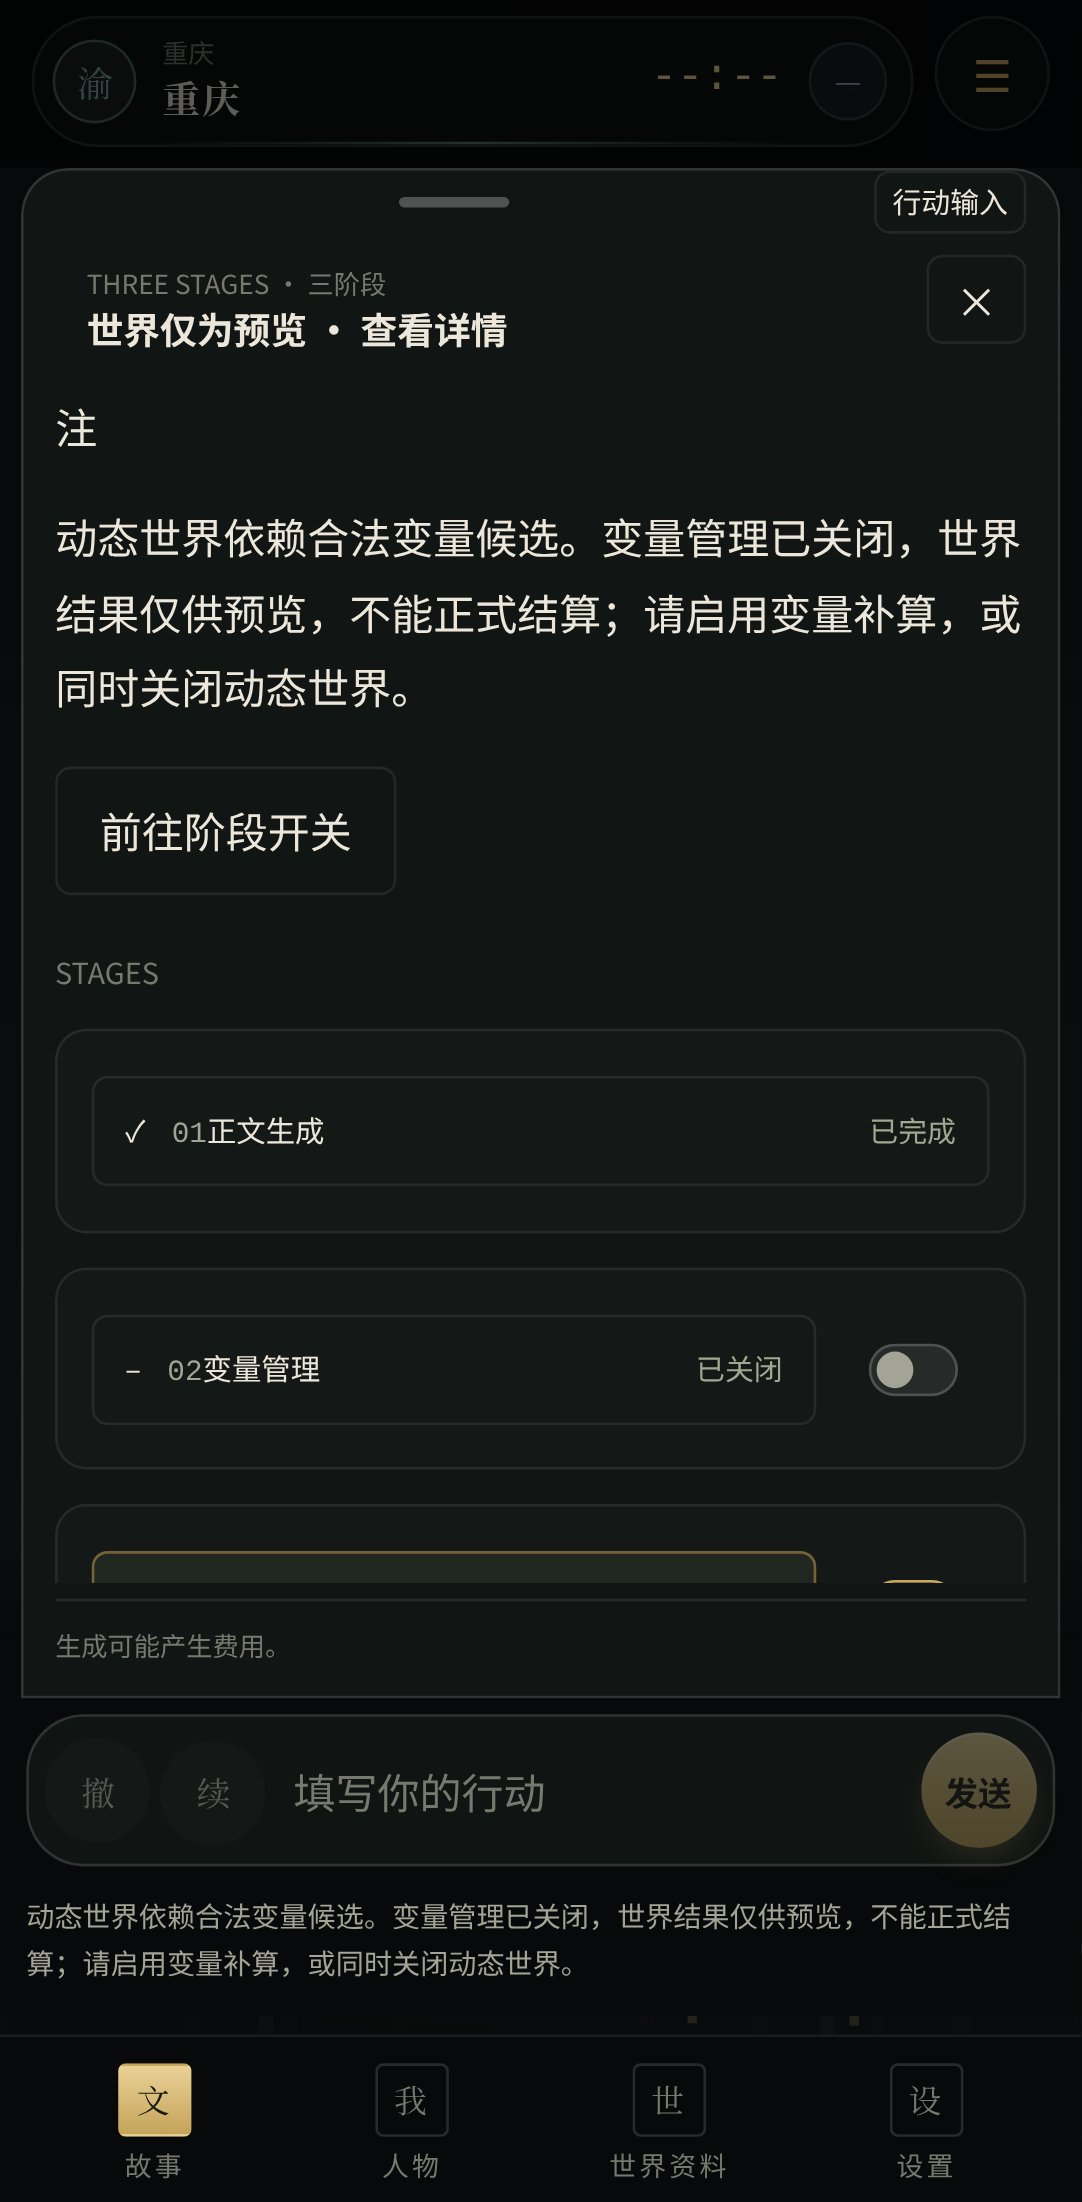 渝
重庆
重庆
--:--
—
☰
行动输入
THREE STAGES · 三阶段
世界仅为预览 · 查看详情
×
注
动态世界依赖合法变量候选。变量管理已关闭，世界
结果仅供预览，不能正式结算；请启用变量补算，或
同时关闭动态世界。
前往阶段开关
STAGES
✓ 01正文生成 已完成
– 02变量管理 已关闭
生成可能产生费用。
撤 续 填写你的行动 发送
动态世界依赖合法变量候选。变量管理已关闭，世界结果仅供预览，不能正式结
算；请启用变量补算，或同时关闭动态世界。
文 我 世 设
故事 人物 世界资料 设置